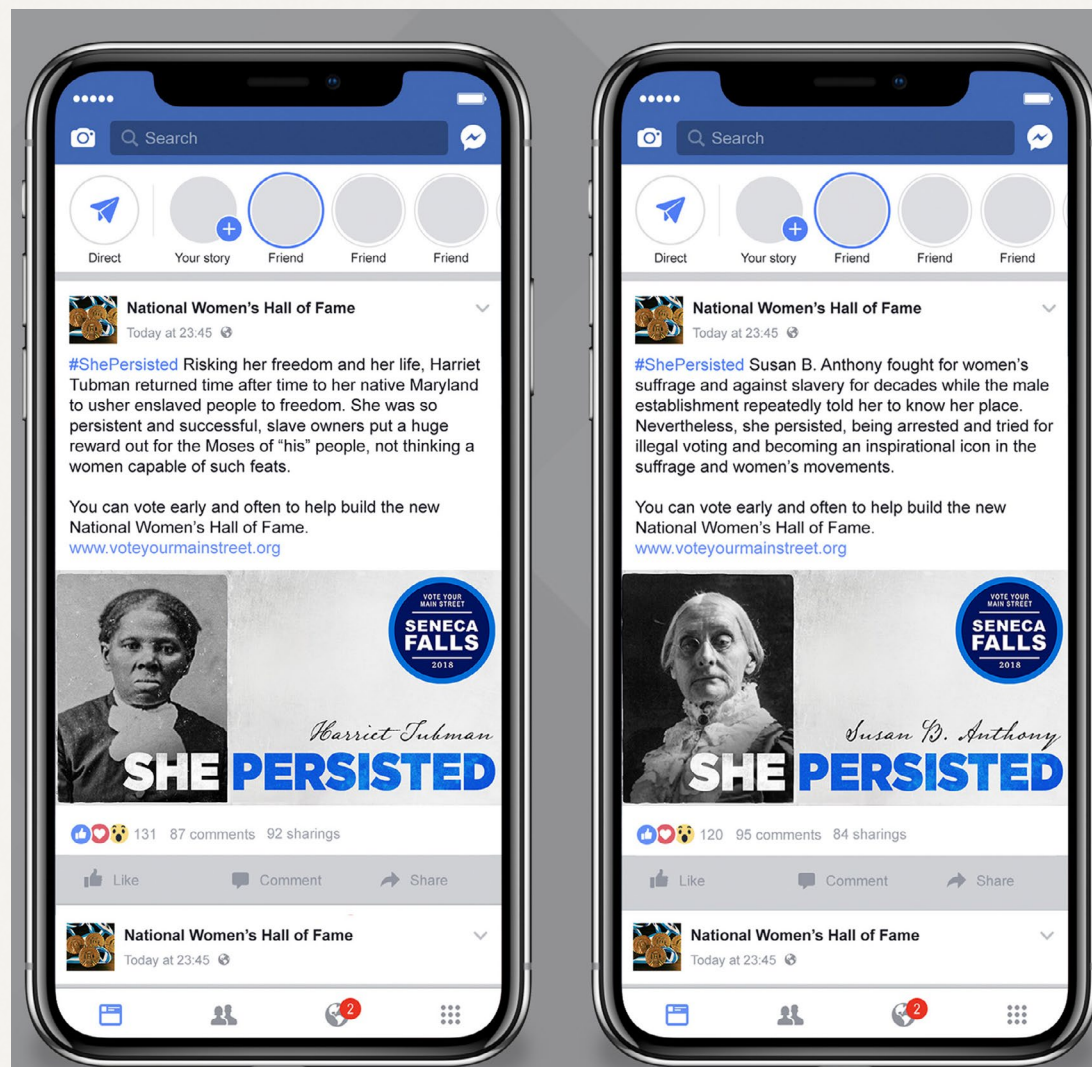 Search
Direct
Your story
Friend
Friend
Friend
National Women's Hall of Fame
Today at 23:45
#ShePersisted Risking her freedom and her life, Harriet
Tubman returned time after time to her native Maryland
to usher enslaved people to freedom. She was so
persistent and successful, slave owners put a huge
reward out for the Moses of “his” people, not thinking a
women capable of such feats.
You can vote early and often to help build the new
National Women's Hall of Fame.
www.voteyourmainstreet.org
VOTE YOUR
MAIN STREET
SENECA
FALLS
2018
Harriet Tubman
SHE PERSISTED
131 87 comments 92 sharings
Like
Comment
Share
National Women's Hall of Fame
Today at 23:45
2
Search
Direct
Your story
Friend
Friend
Friend
National Women's Hall of Fame
Today at 23:45
#ShePersisted Susan B. Anthony fought for women's
suffrage and against slavery for decades while the male
establishment repeatedly told her to know her place.
Nevertheless, she persisted, being arrested and tried for
illegal voting and becoming an inspirational icon in the
suffrage and women's movements.
You can vote early and often to help build the new
National Women's Hall of Fame.
www.voteyourmainstreet.org
VOTE YOUR
MAIN STREET
SENECA
FALLS
2018
Susan B. Anthony
SHE PERSISTED
120 95 comments 84 sharings
Like
Comment
Share
National Women's Hall of Fame
Today at 23:45
2